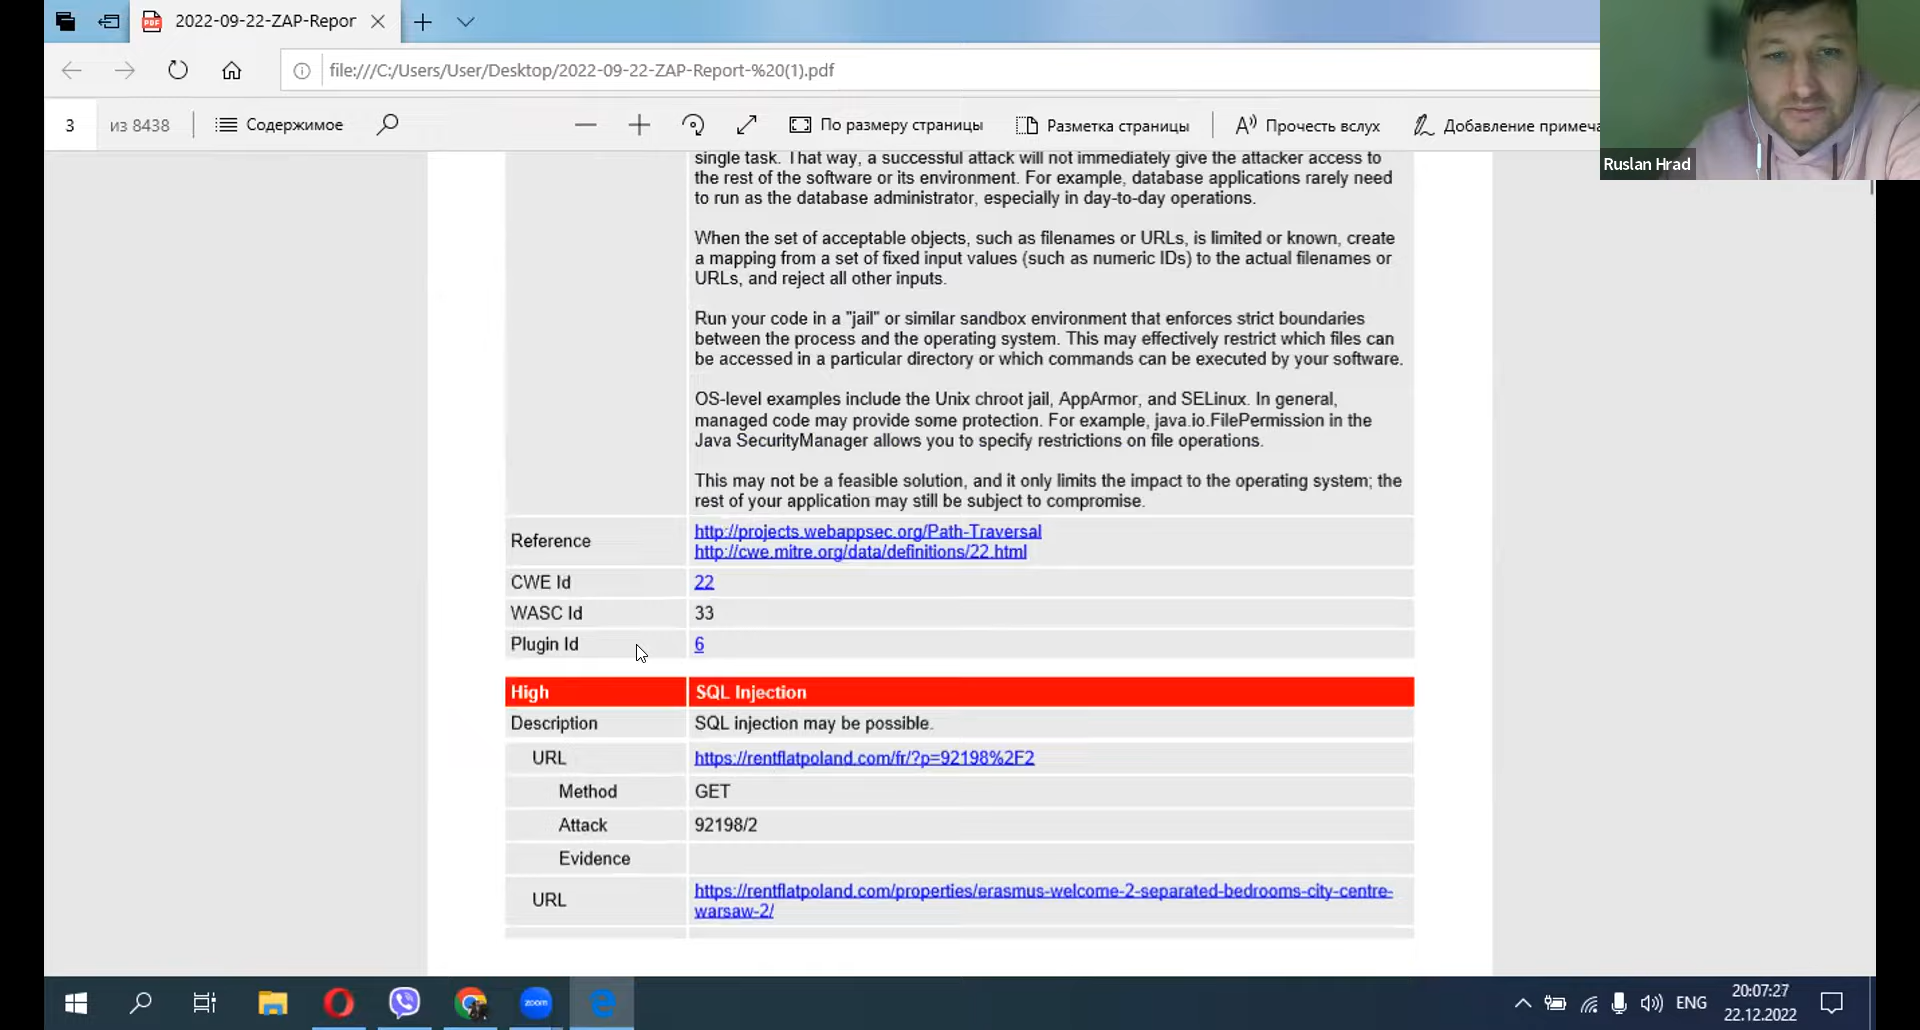 2022-09-22-ZAP-Repor
file:///C:/Users/User/Desktop/2022-09-22-ZAP-Report-%20(1).pdf
3 из 8438 Содержимое По размеру страницы Разметка страницы Прочесть вслух Добавление примеча
Ruslan Hrad
single task. That way, a successful attack will not immediately give the attacker access to
the rest of the software or its environment. For example, database applications rarely need
to run as the database administrator, especially in day-to-day operations.
When the set of acceptable objects, such as filenames or URLs, is limited or known, create
a mapping from a set of fixed input values (such as numeric IDs) to the actual filenames or
URLs, and reject all other inputs.
Run your code in a "jail" or similar sandbox environment that enforces strict boundaries
between the process and the operating system. This may effectively restrict which files can
be accessed in a particular directory or which commands can be executed by your software.
OS-level examples include the Unix chroot jail, AppArmor, and SELinux. In general,
managed code may provide some protection. For example, java.io.FilePermission in the
Java SecurityManager allows you to specify restrictions on file operations.
This may not be a feasible solution, and it only limits the impact to the operating system; the
rest of your application may still be subject to compromise.
Reference
http://projects.webappsec.org/Path-Traversal
http://cwe.mitre.org/data/definitions/22.html
CWE Id 22
WASC Id 33
Plugin Id 6
High SQL Injection
Description SQL injection may be possible.
URL https://rentflatpoland.com/fr/?p=92198%2F2
Method GET
Attack 92198/2
Evidence
URL https://rentflatpoland.com/properties/erasmus-welcome-2-separated-bedrooms-city-centre-
warsaw-2/
zoom
ENG
20:07:27
22.12.2022